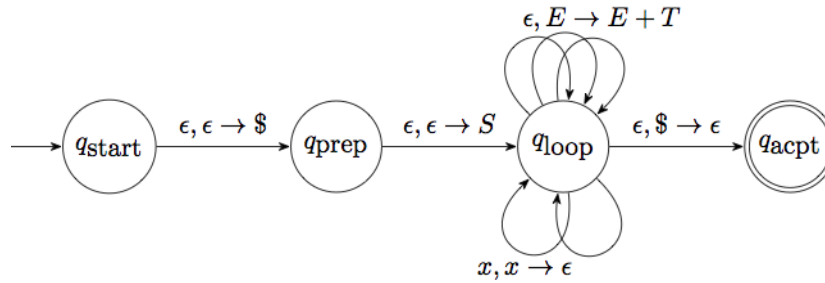 ϵ, E → E + T
ϵ, ϵ → $
ϵ, ϵ → S
ϵ, $ → ϵ
q_start
q_prep
q_loop
q_acpt
x, x → ϵ